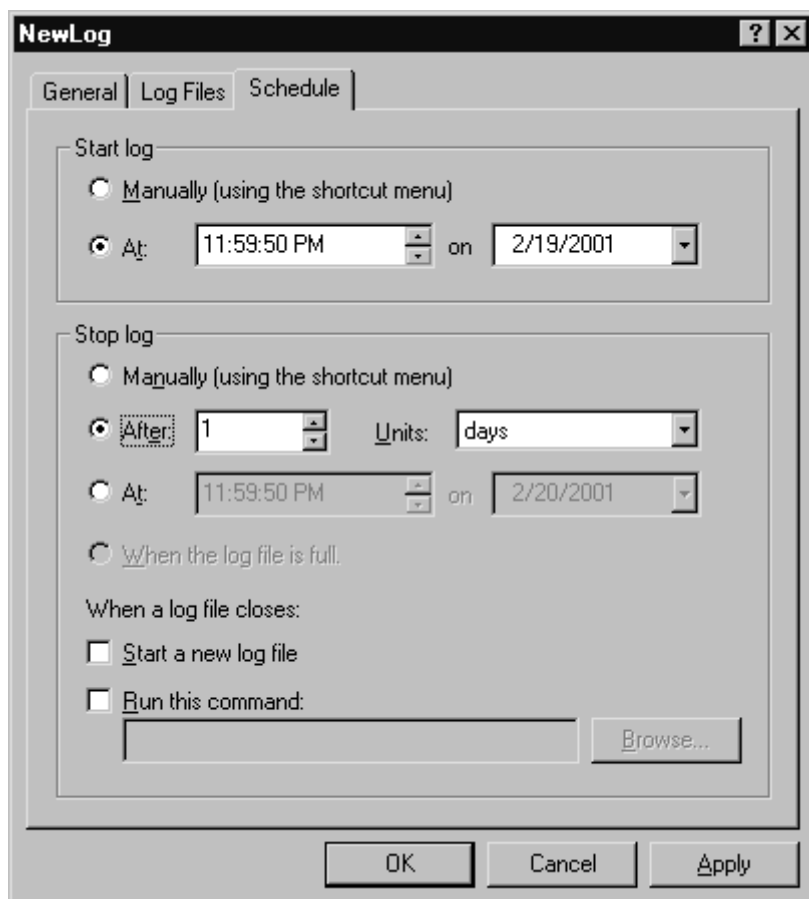 NewLog
General Log Files Schedule
Start log
Manually (using the shortcut menu)
At: 11:59:50 PM on 2/19/2001
Stop log
Manually (using the shortcut menu)
After: 1 Units: days
At: 11:59:50 PM on 2/20/2001
When the log file is full.
When a log file closes:
Start a new log file
Run this command:
Browse...
OK Cancel Apply